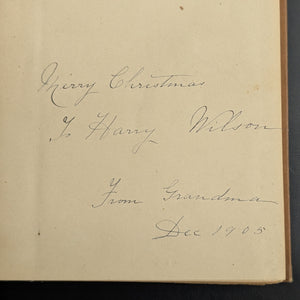 Merry Christmas
To Harry Wilson
From Grandma
Dec 1905